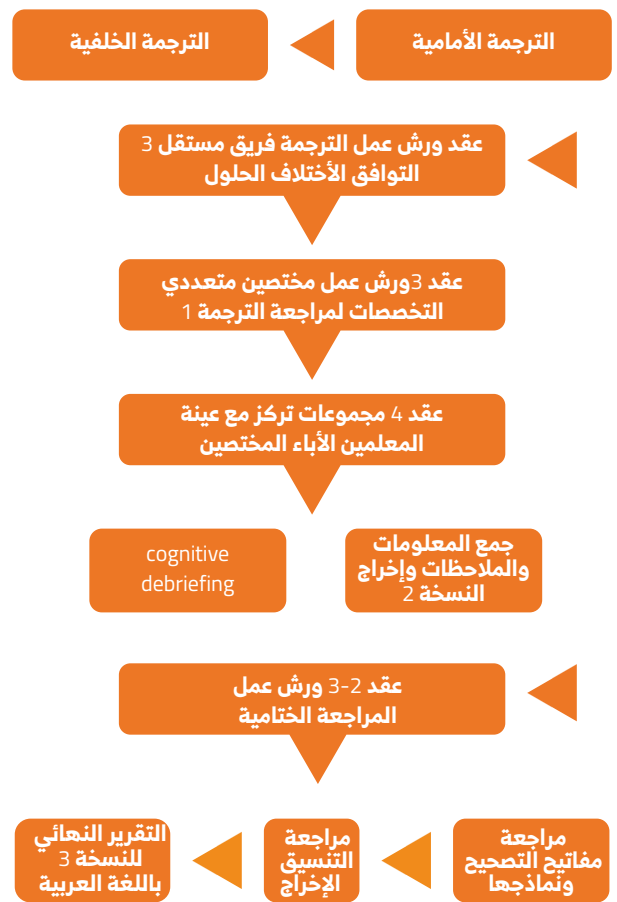 الترجمة الأمامية
الترجمة الخلفية
عقد ورش عمل الترجمة فريق مستقل 3
التوافق الأختلاف الحلول
عقد 3ورش عمل مختصين متعددي
التخصصات لمراجعة الترجمة 1
عقد 4 مجموعات تركز مع عينة
المعلمين الأباء المختصين
جمع المعلومات
والملاحظات وإخراج
النسخة 2
cognitive
debriefing
عقد 2-3 ورش عمل
المراجعة الختامية
مراجعة
مفاتيح التصحيح
ونماذجها
مراجعة
التنسيق
الإخراج
التقرير النهائي
للنسخة 3
باللغة العربية